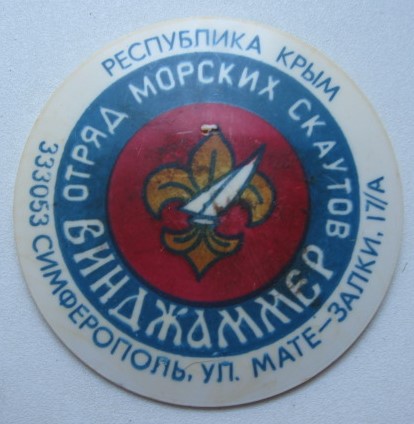 РЕСПУБЛИКА КРЫМ
ОТРЯД МОРСКИХ СКАУТОВ
ВИНДЖАММЕР
333053 СИМФЕРОПОЛЬ, УЛ. МАТЕ-ЗАЛКИ, 17/А